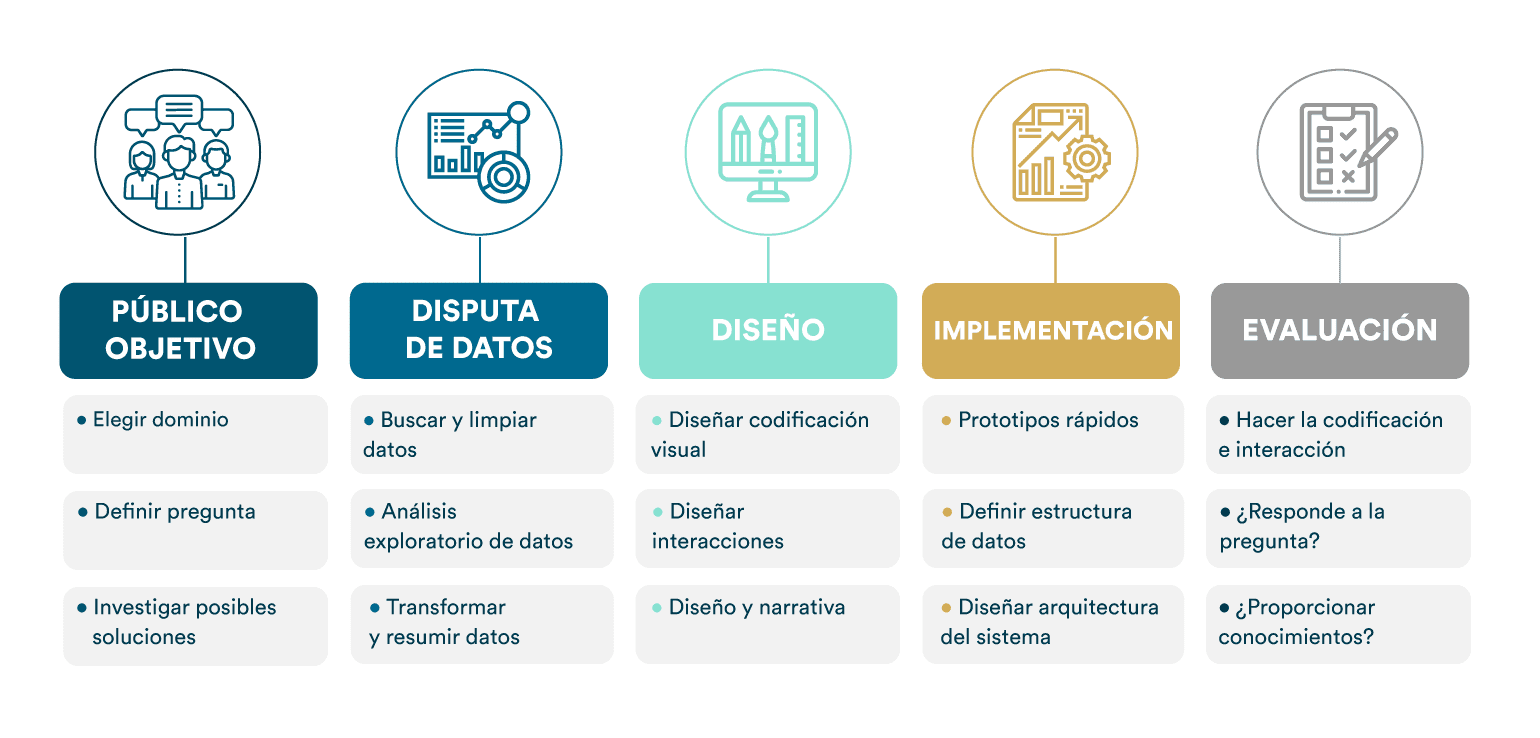 PÚBLICO
OBJETIVO
• Elegir dominio
• Definir pregunta
• Investigar posibles
soluciones
DISPUTA
DE DATOS
• Buscar y limpiar
datos
• Análisis
exploratorio de datos
• Transformar
y resumir datos
DISEÑO
• Diseñar codificación
visual
• Diseñar
interacciones
• Diseño y narrativa
IMPLEMENTACIÓN
• Prototipos rápidos
• Definir estructura
de datos
• Diseñar arquitectura
del sistema
EVALUACIÓN
• Hacer la codificación
e interacción
• ¿Responde a la
pregunta?
• ¿Proporcionar
conocimientos?